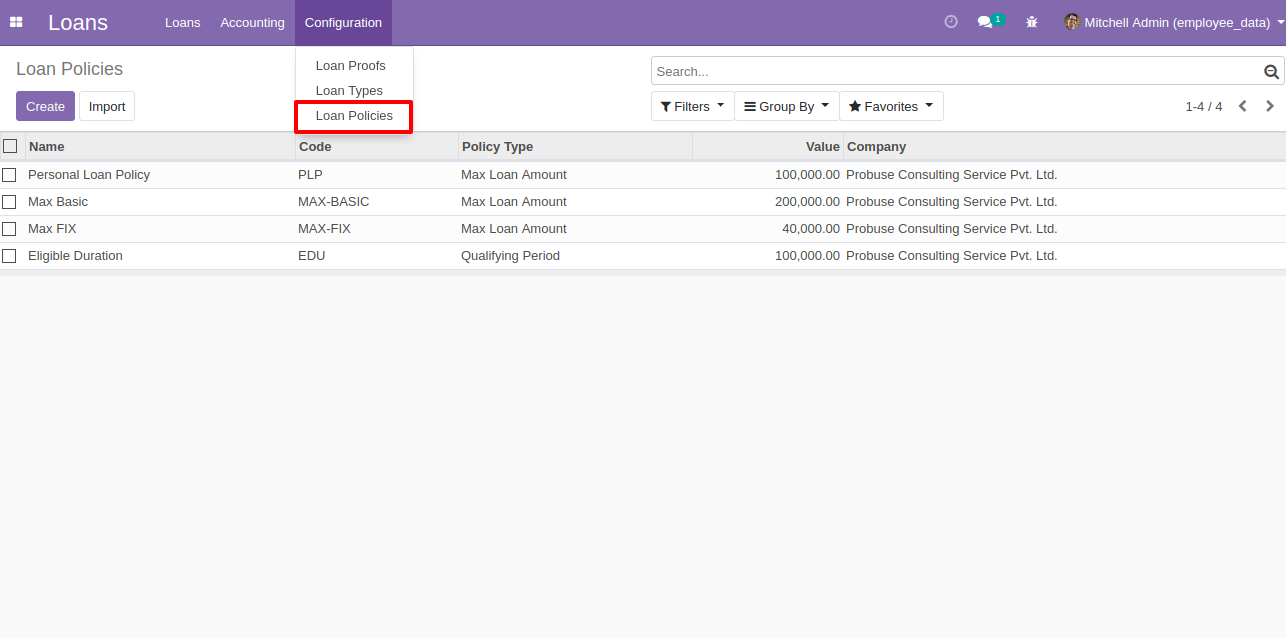 Loans Loans Accounting Configuration 1 Mitchell Admin (employee_data)
Loan Policies
Loan Proofs
Loan Types
Loan Policies
Search...
Create Import
Filters Group By Favorites 1-4 / 4
Name Code Policy Type Value Company
Personal Loan Policy PLP Max Loan Amount 100,000.00 Probuse Consulting Service Pvt. Ltd.
Max Basic MAX-BASIC Max Loan Amount 200,000.00 Probuse Consulting Service Pvt. Ltd.
Max FIX MAX-FIX Max Loan Amount 40,000.00 Probuse Consulting Service Pvt. Ltd.
Eligible Duration EDU Qualifying Period 100,000.00 Probuse Consulting Service Pvt. Ltd.